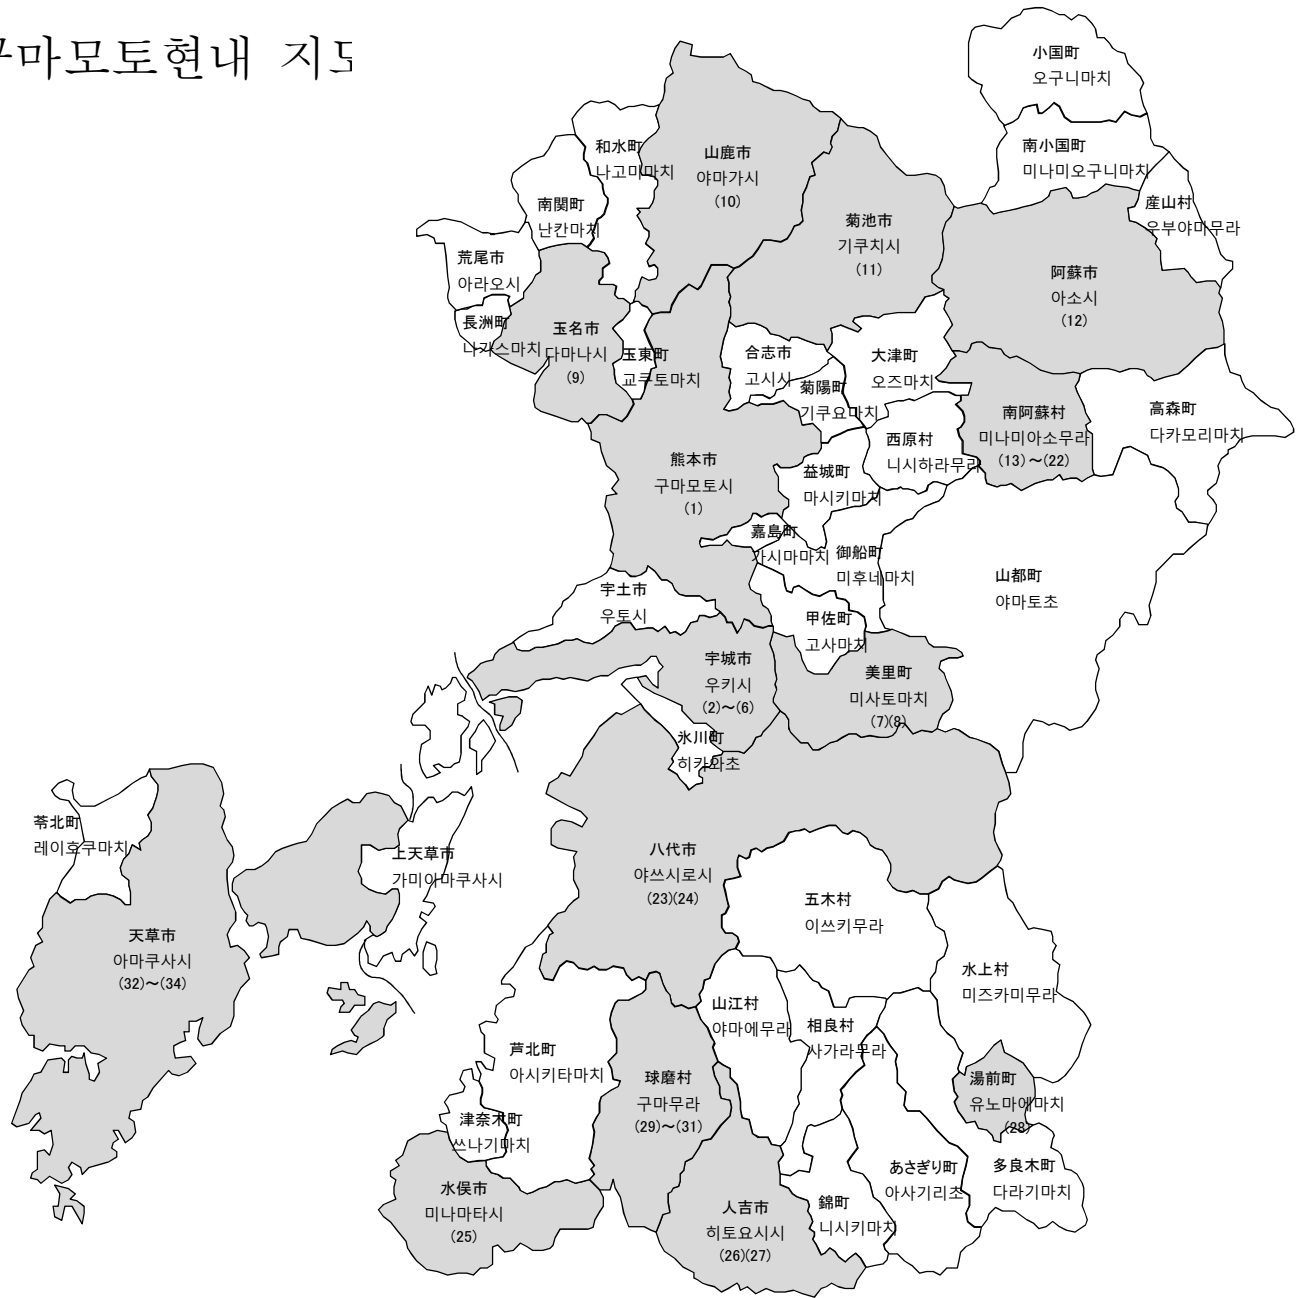 구마모토현내 지도
小国町
오구니마치
南小国町
미나미오구니마치
産山村
우부야마무라
和水町
나고미마치
山鹿市
야마가시
(10)
南関町
난칸마치
菊池市
기쿠치시
(11)
荒尾市
아라오시
阿蘇市
아소시
(12)
長洲町
나가스마치
玉名市
다마나시
(9)
玉東町
교쿠토마치
合志市
고시시
大津町
오즈마치
菊陽町
기쿠요마치
南阿蘇村
미나미아소무라
(13)～(22)
高森町
다카모리마치
西原村
니시하라무라
熊本市
구마모토시
(1)
益城町
마시키마치
嘉島町
가시마마치
御船町
미후네마치
山都町
야마토초
宇土市
우토시
甲佐町
고사마치
宇城市
우키시
(2)～(6)
美里町
미사토마치
(7)(8)
氷川町
히카와초
苓北町
레이호쿠마치
上天草市
가미아마쿠사시
八代市
야쓰시로시
(23)(24)
五木村
이쓰키무라
天草市
아마쿠사시
(32)～(34)
水上村
미즈카미무라
山江村
야마에무라
相良村
사가라무라
芦北町
아시키타마치
球磨村
구마무라
(29)～(31)
湯前町
유노마에마치
(28)
津奈木町
쓰나기마치
あさぎり町
아사기리초
多良木町
다라기마치
水俣市
미나마타시
(25)
人吉市
히토요시시
(26)(27)
錦町
니시키마치